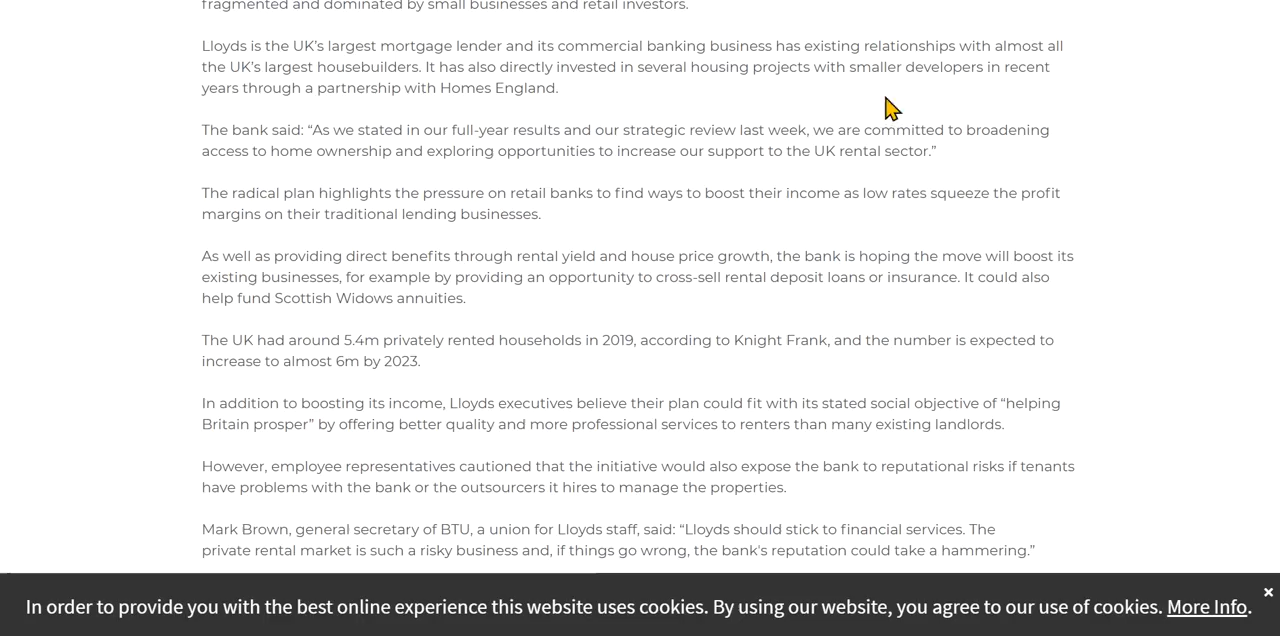 fragmented and dominated by small businesses and retail investors.
Lloyds is the UK’s largest mortgage lender and its commercial banking business has existing relationships with almost all
the UK’s largest housebuilders. It has also directly invested in several housing projects with smaller developers in recent
years through a partnership with Homes England.
The bank said: “As we stated in our full-year results and our strategic review last week, we are committed to broadening
access to home ownership and exploring opportunities to increase our support to the UK rental sector.”
The radical plan highlights the pressure on retail banks to find ways to boost their income as low rates squeeze the profit
margins on their traditional lending businesses.
As well as providing direct benefits through rental yield and house price growth, the bank is hoping the move will boost its
existing businesses, for example by providing an opportunity to cross-sell rental deposit loans or insurance. It could also
help fund Scottish Widows annuities.
The UK had around 5.4m privately rented households in 2019, according to Knight Frank, and the number is expected to
increase to almost 6m by 2023.
In addition to boosting its income, Lloyds executives believe their plan could fit with its stated social objective of “helping
Britain prosper” by offering better quality and more professional services to renters than many existing landlords.
However, employee representatives cautioned that the initiative would also expose the bank to reputational risks if tenants
have problems with the bank or the outsourcers it hires to manage the properties.
Mark Brown, general secretary of BTU, a union for Lloyds staff, said: “Lloyds should stick to financial services. The
private rental market is such a risky business and, if things go wrong, the bank's reputation could take a hammering.”
In order to provide you with the best online experience this website uses cookies. By using our website, you agree to our use of cookies. More Info.